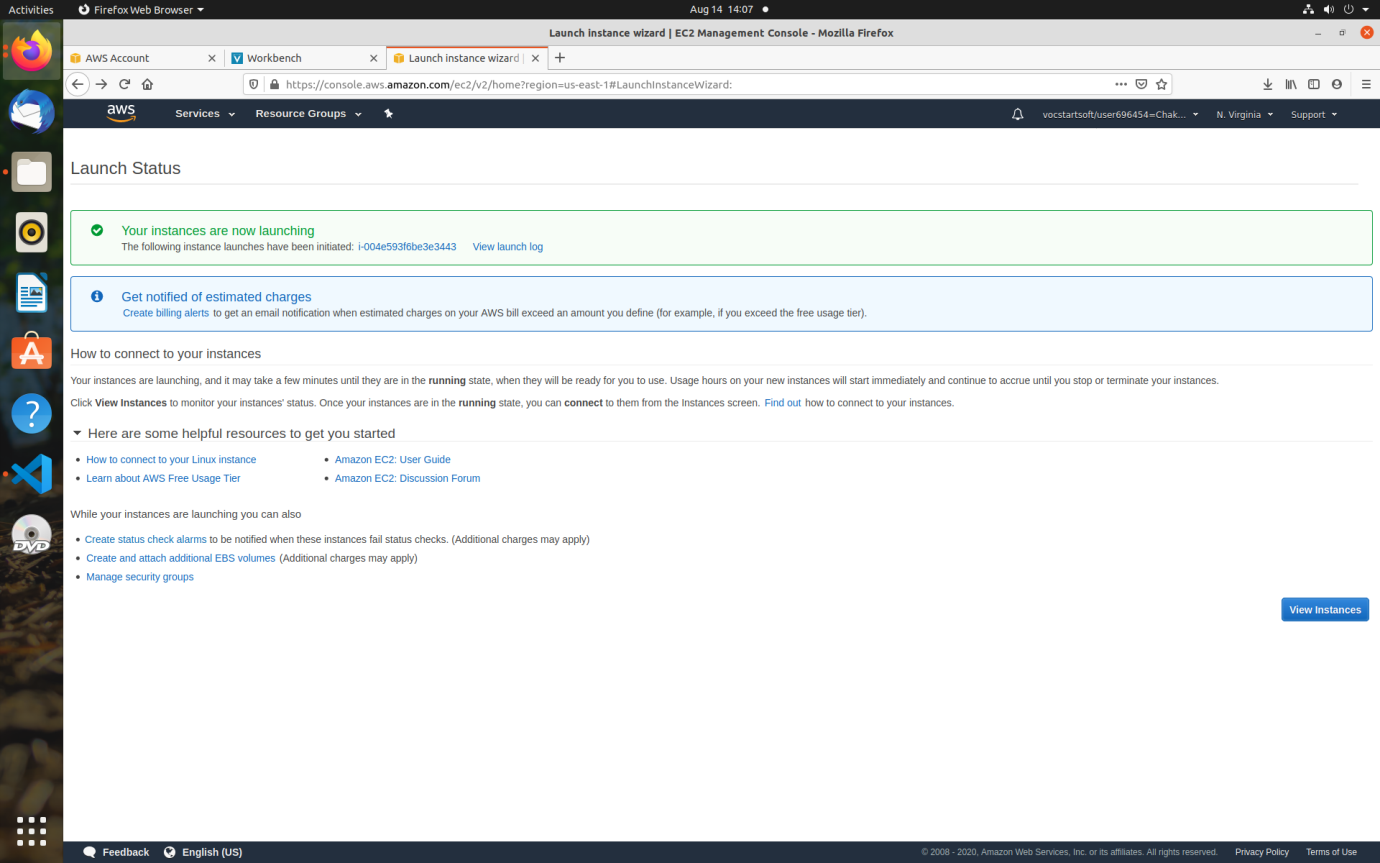 Activities Firefox Web Browser Aug 14 14:07
Launch instance wizard | EC2 Management Console - Mozilla Firefox
AWS Account Workbench Launch instance wizard |
https://console.aws.amazon.com/ec2/v2/home?region=us-east-1#LaunchInstanceWizard:
aws Services Resource Groups vocstartsoft/user696454=Chak... N. Virginia Support
Launch Status
Your instances are now launching
The following instance launches have been initiated: i-004e593f6be3e3443 View launch log
Get notified of estimated charges
Create billing alerts to get an email notification when estimated charges on your AWS bill exceed an amount you define (for example, if you exceed the free usage tier).
How to connect to your instances
Your instances are launching, and it may take a few minutes until they are in the running state, when they will be ready for you to use. Usage hours on your new instances will start immediately and continue to accrue until you stop or terminate your instances.
Click View Instances to monitor your instances' status. Once your instances are in the running state, you can connect to them from the Instances screen. Find out how to connect to your instances.
Here are some helpful resources to get you started
How to connect to your Linux instance Amazon EC2: User Guide
Learn about AWS Free Usage Tier Amazon EC2: Discussion Forum
While your instances are launching you can also
Create status check alarms to be notified when these instances fail status checks. (Additional charges may apply)
Create and attach additional EBS volumes (Additional charges may apply)
Manage security groups
View Instances
DVD
Feedback English (US) © 2008 - 2020, Amazon Web Services, Inc. or its affiliates. All rights reserved. Privacy Policy Terms of Use